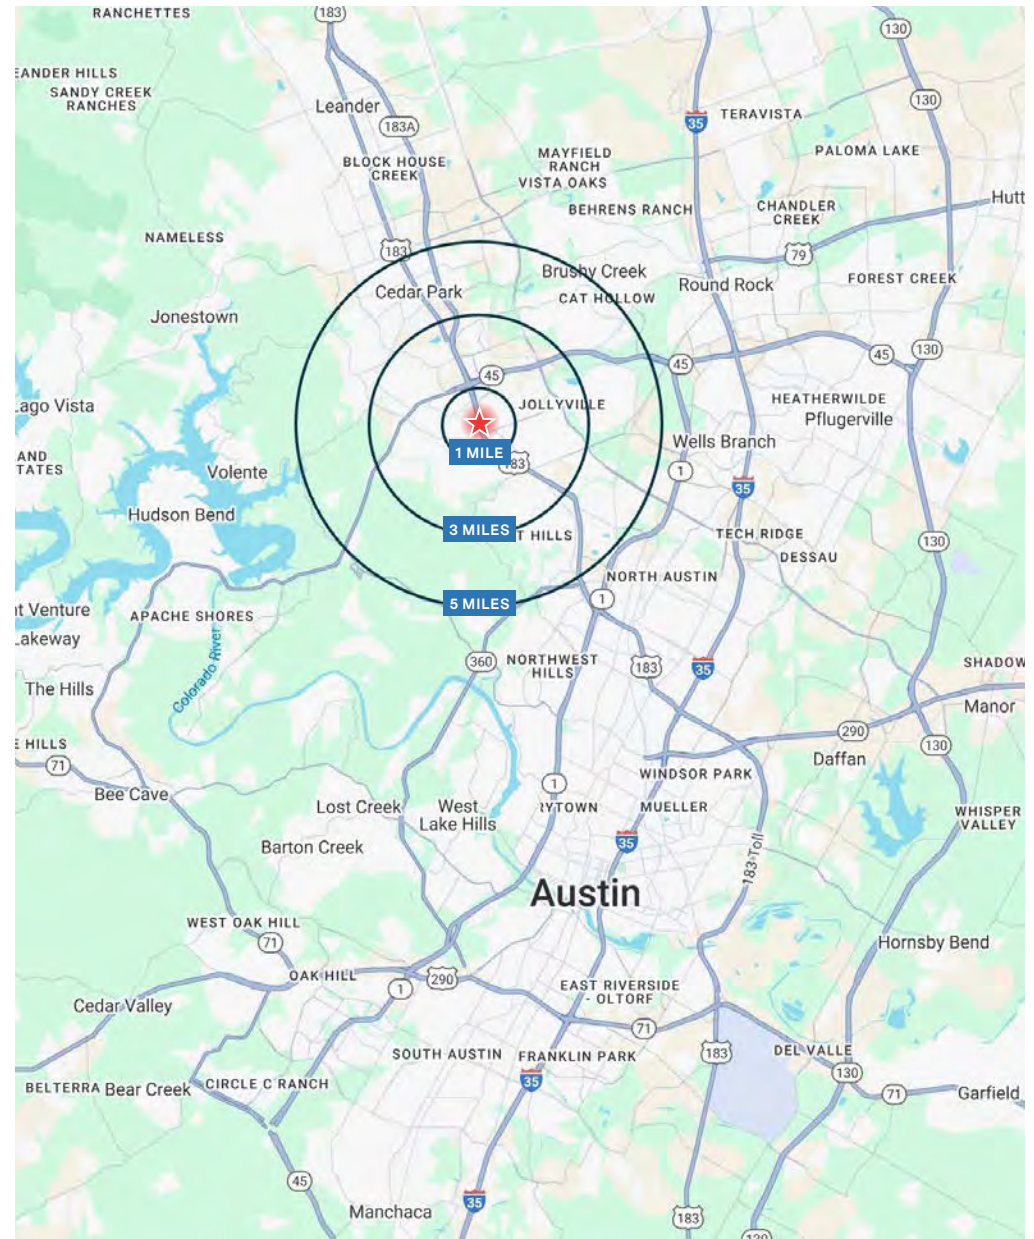 RANCHETTES
183
130
EANDER HILLS
SANDY CREEK
RANCHES
Leander
183A
130
35
TERAVISTA
BLOCK HOUSE
CREEK
MAYFIELD
RANCH
VISTA OAKS
PALOMA LAKE
BEHRENS RANCH
CHANDLER
CREEK
Hutt
NAMELESS
183
79
Brushy Creek
Cedar Park
CAT HOLLOW
Round Rock
FOREST CREEK
Jonestown
45
130
45
45
Lago Vista
JOLLYVILLE
HEATHERWILDE
Pflugerville
1 MILE
Wells Branch
AND
TATES
183
Volente
1
35
Hudson Bend
3 MILES
T HILLS
TECH RIDGE
130
DESSAU
NORTH AUSTIN
nt Venture
APACHE SHORES
5 MILES
1
Lakeway
Colorado River
360
NORTHWEST
HILLS
183
35
SHADOW
The Hills
Manor
E HILLS
290
130
71
Daffan
WINDSOR PARK
Bee Cave
1
Lost Creek
West
Lake Hills
RYTOWN
MUELLER
WHISPER
VALLEY
35
Barton Creek
183-Toll
Austin
WEST OAK HILL
71
Hornsby Bend
OAK HILL
290
1
EAST RIVERSIDE
- OLTORF
Cedar Valley
71
SOUTH AUSTIN
FRANKLIN PARK
183
DEL VALLE
130
BELTERRA
Bear Creek
CIRCLE C RANCH
35
71
Garfield
45
35
Manchaca
183
130